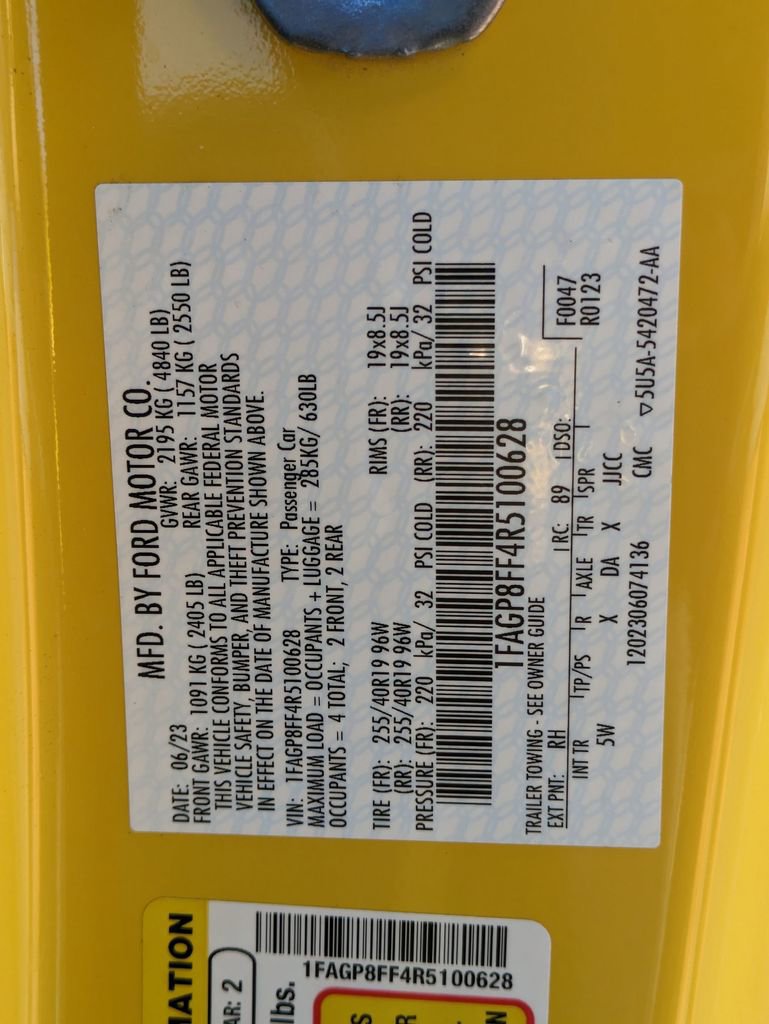 MFD. BY FORD MOTOR CO.
DATE: 06/23 GVWR: 2195 KG ( 4840 LB)
FRONT GAWR: 1091 KG ( 2405 LB) REAR GAWR: 1157 KG ( 2550 LB)
THIS VEHICLE CONFORMS TO ALL APPLICABLE FEDERAL MOTOR
VEHICLE SAFETY, BUMPER, AND THEFT PREVENTION STANDARDS
IN EFFECT ON THE DATE OF MANUFACTURE SHOWN ABOVE.
VIN: 1FAGP8FF4R5100628 TYPE: Passenger Car
MAXIMUM LOAD = OCCUPANTS + LUGGAGE = 285KG/ 630LB
OCCUPANTS = 4 TOTAL; 2 FRONT, 2 REAR
TIRE (FR): 255/40R19 96W RIMS (FR): 19x8.5J
(RR): 255/40R19 96W (RR): 19x8.5J
PRESSURE (FR): 220 kPa/ 32 PSI COLD (RR): 220 kPa/ 32 PSI COLD
1FAGP8FF4R5100628
TRAILER TOWING - SEE OWNER GUIDE
EXT PNT: RH RC: 89 DSO: F0047
R0123
INT TR TP/PS R AXLE TR SPR
5W X DA X JJCC
1202306074136 CMC ▽5U5A-5420472-AA
MATION
AR: 2
lbs.
1FAGP8FF4R5100628
S
R
N